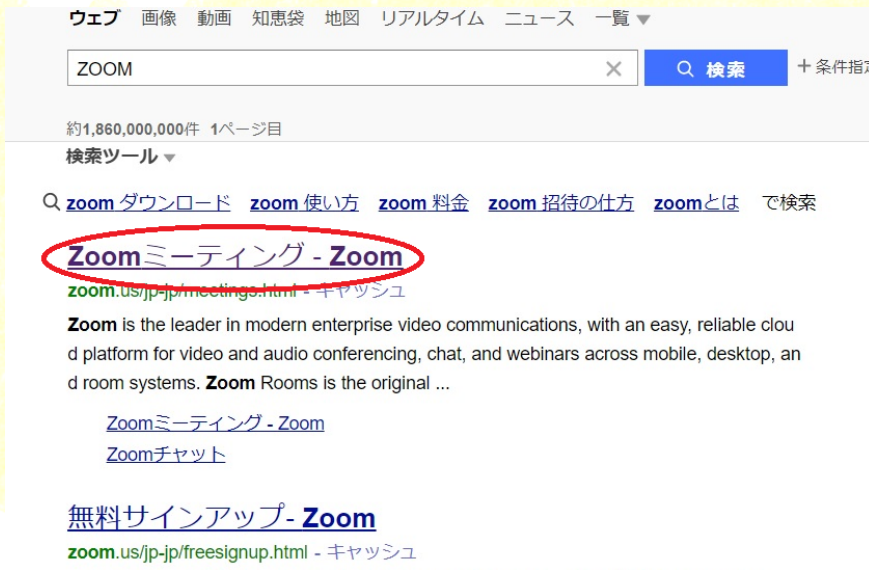 ウェブ 画像 動画 知恵袋 地図 リアルタイム ニュース 一覧 ▼
ZOOM × 検索 +条件指定
約1,860,000,000件 1ページ目
検索ツール ▼
zoom ダウンロード zoom 使い方 zoom 料金 zoom 招待の仕方 zoomとは で検索
Zoomミーティング - Zoom
zoom.us/jp-jp/meetings.html - キャッシュ
Zoom is the leader in modern enterprise video communications, with an easy, reliable clou
d platform for video and audio conferencing, chat, and webinars across mobile, desktop, an
d room systems. Zoom Rooms is the original ...
Zoomミーティング - Zoom
Zoomチャット
無料サインアップ- Zoom
zoom.us/jp-jp/freesignup.html - キャッシュ